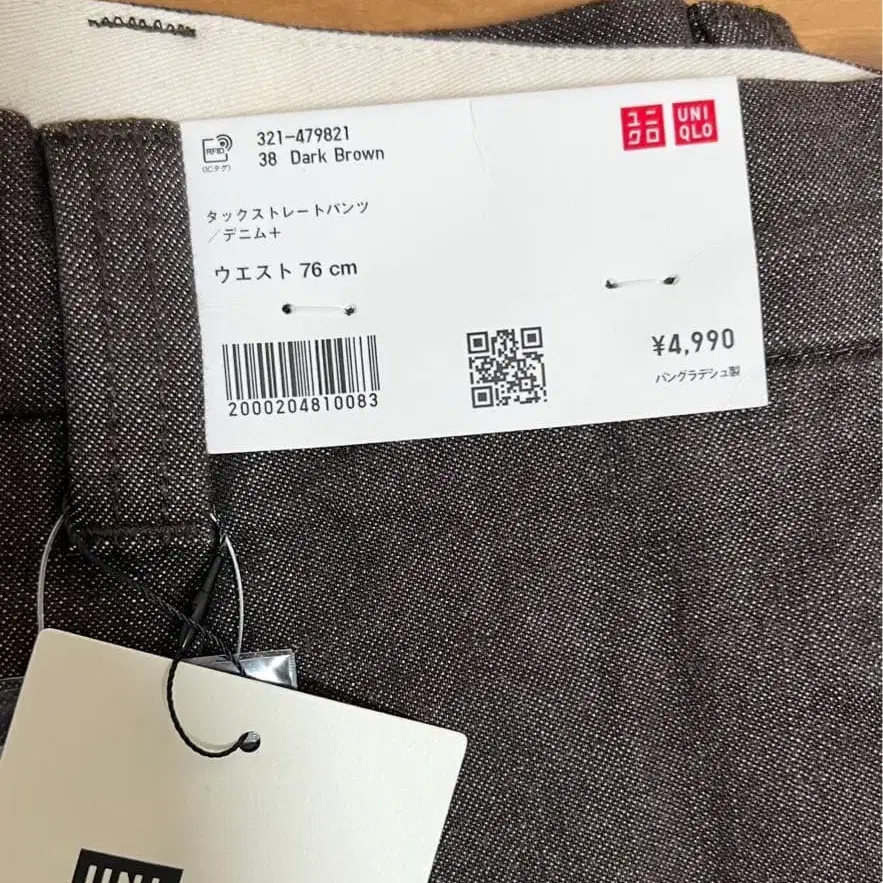 321-479821
38 Dark Brown
RFID
(ICタグ)
ユニクロ
UNIQLO
タックストレートパンツ
/デニム+
ウエスト 76 cm
2000204810083
¥4,990
バングラデシュ製
UNI